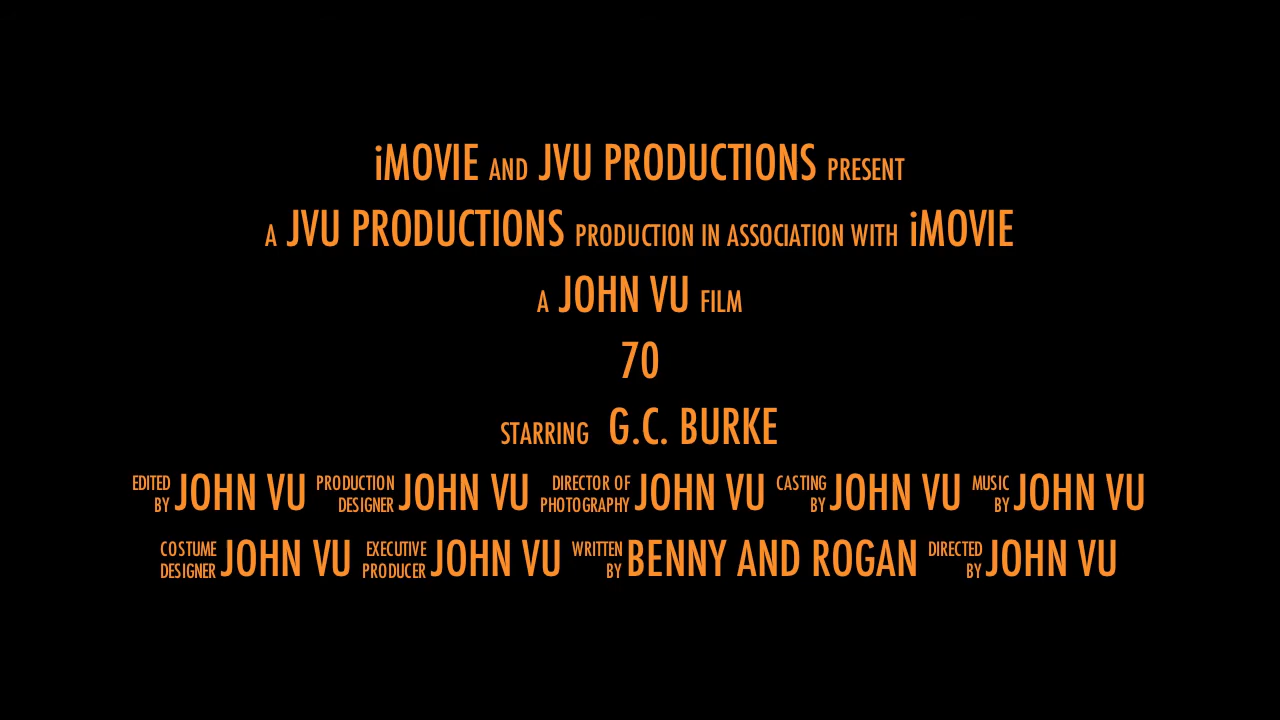 iMOVIE AND JVU PRODUCTIONS PRESENT
A JVU PRODUCTIONS PRODUCTION IN ASSOCIATION WITH iMOVIE
A JOHN VU FILM
70
STARRING G.C. BURKE
EDITED BY JOHN VU PRODUCTION DESIGNER JOHN VU DIRECTOR OF PHOTOGRAPHY JOHN VU CASTING BY JOHN VU MUSIC BY JOHN VU
COSTUME DESIGNER JOHN VU EXECUTIVE PRODUCER JOHN VU WRITTEN BY BENNY AND ROGAN DIRECTED BY JOHN VU